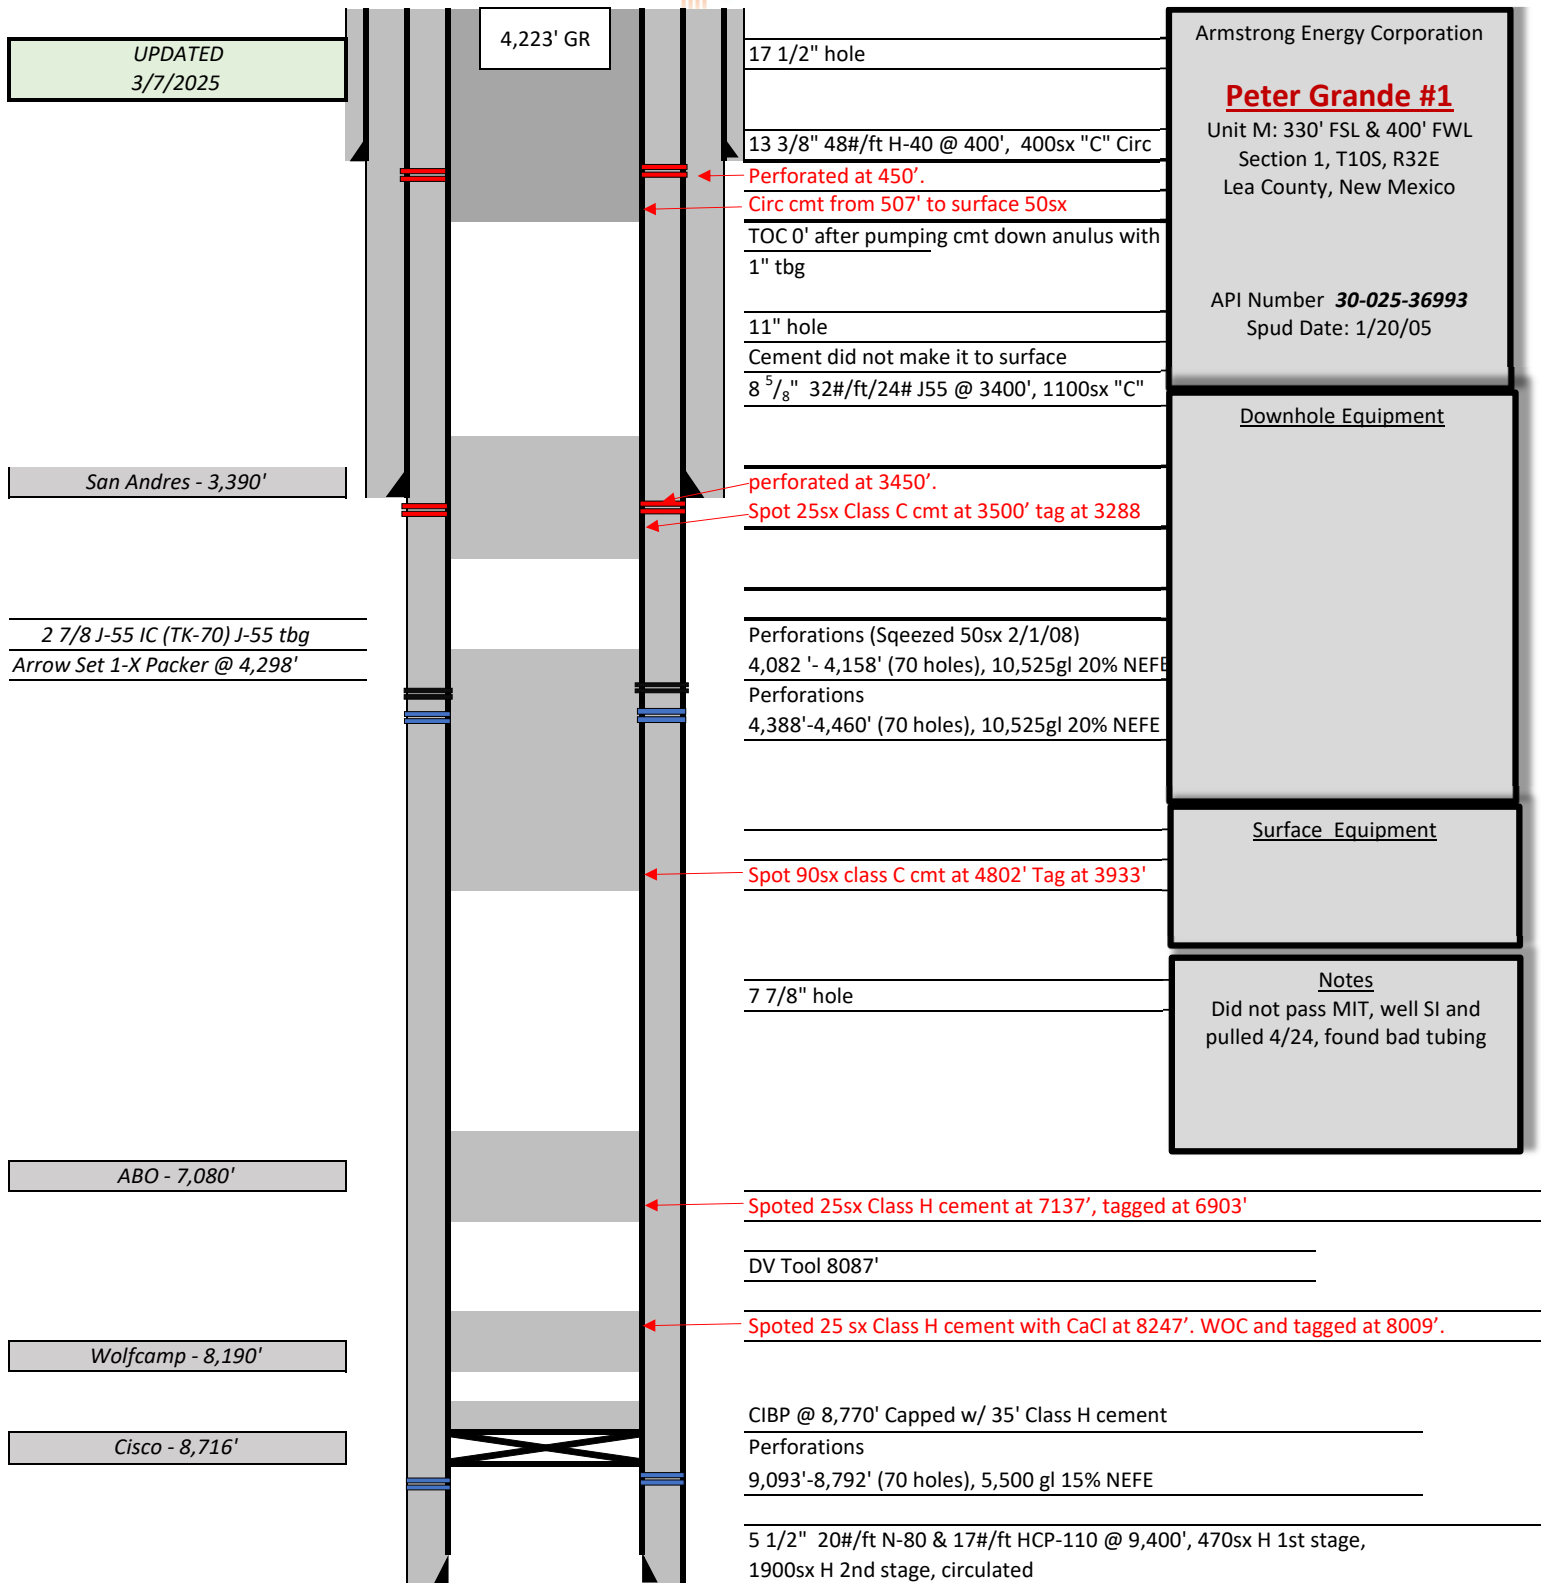 4,223' GR
UPDATED
3/7/2025
17 1/2" hole
13 3/8" 48#/ft H-40 @ 400', 400sx "C" Circ
Perforated at 450’.
Circ cmt from 507' to surface 50sx
TOC 0' after pumping cmt down anulus with
1" tbg
11" hole
Cement did not make it to surface
8 5/8" 32#/ft/24# J55 @ 3400', 1100sx "C"
San Andres - 3,390'
perforated at 3450’.
Spot 25sx Class C cmt at 3500’ tag at 3288
2 7/8 J-55 IC (TK-70) J-55 tbg
Arrow Set 1-X Packer @ 4,298'
Perforations (Sqeezed 50sx 2/1/08)
4,082 '- 4,158' (70 holes), 10,525gl 20% NEFE
Perforations
4,388'-4,460' (70 holes), 10,525gl 20% NEFE
Spot 90sx class C cmt at 4802' Tag at 3933'
7 7/8" hole
ABO - 7,080'
Spoted 25sx Class H cement at 7137’, tagged at 6903'
DV Tool 8087'
Spoted 25 sx Class H cement with CaCl at 8247’. WOC and tagged at 8009’.
Wolfcamp - 8,190'
CIBP @ 8,770' Capped w/ 35' Class H cement
Cisco - 8,716'
Perforations
9,093'-8,792' (70 holes), 5,500 gl 15% NEFE
5 1/2" 20#/ft N-80 & 17#/ft HCP-110 @ 9,400', 470sx H 1st stage,
1900sx H 2nd stage, circulated
Armstrong Energy Corporation
Peter Grande #1
Unit M: 330' FSL & 400' FWL
Section 1, T10S, R32E
Lea County, New Mexico
API Number 30-025-36993
Spud Date: 1/20/05
Downhole Equipment
Surface Equipment
Notes
Did not pass MIT, well SI and
pulled 4/24, found bad tubing